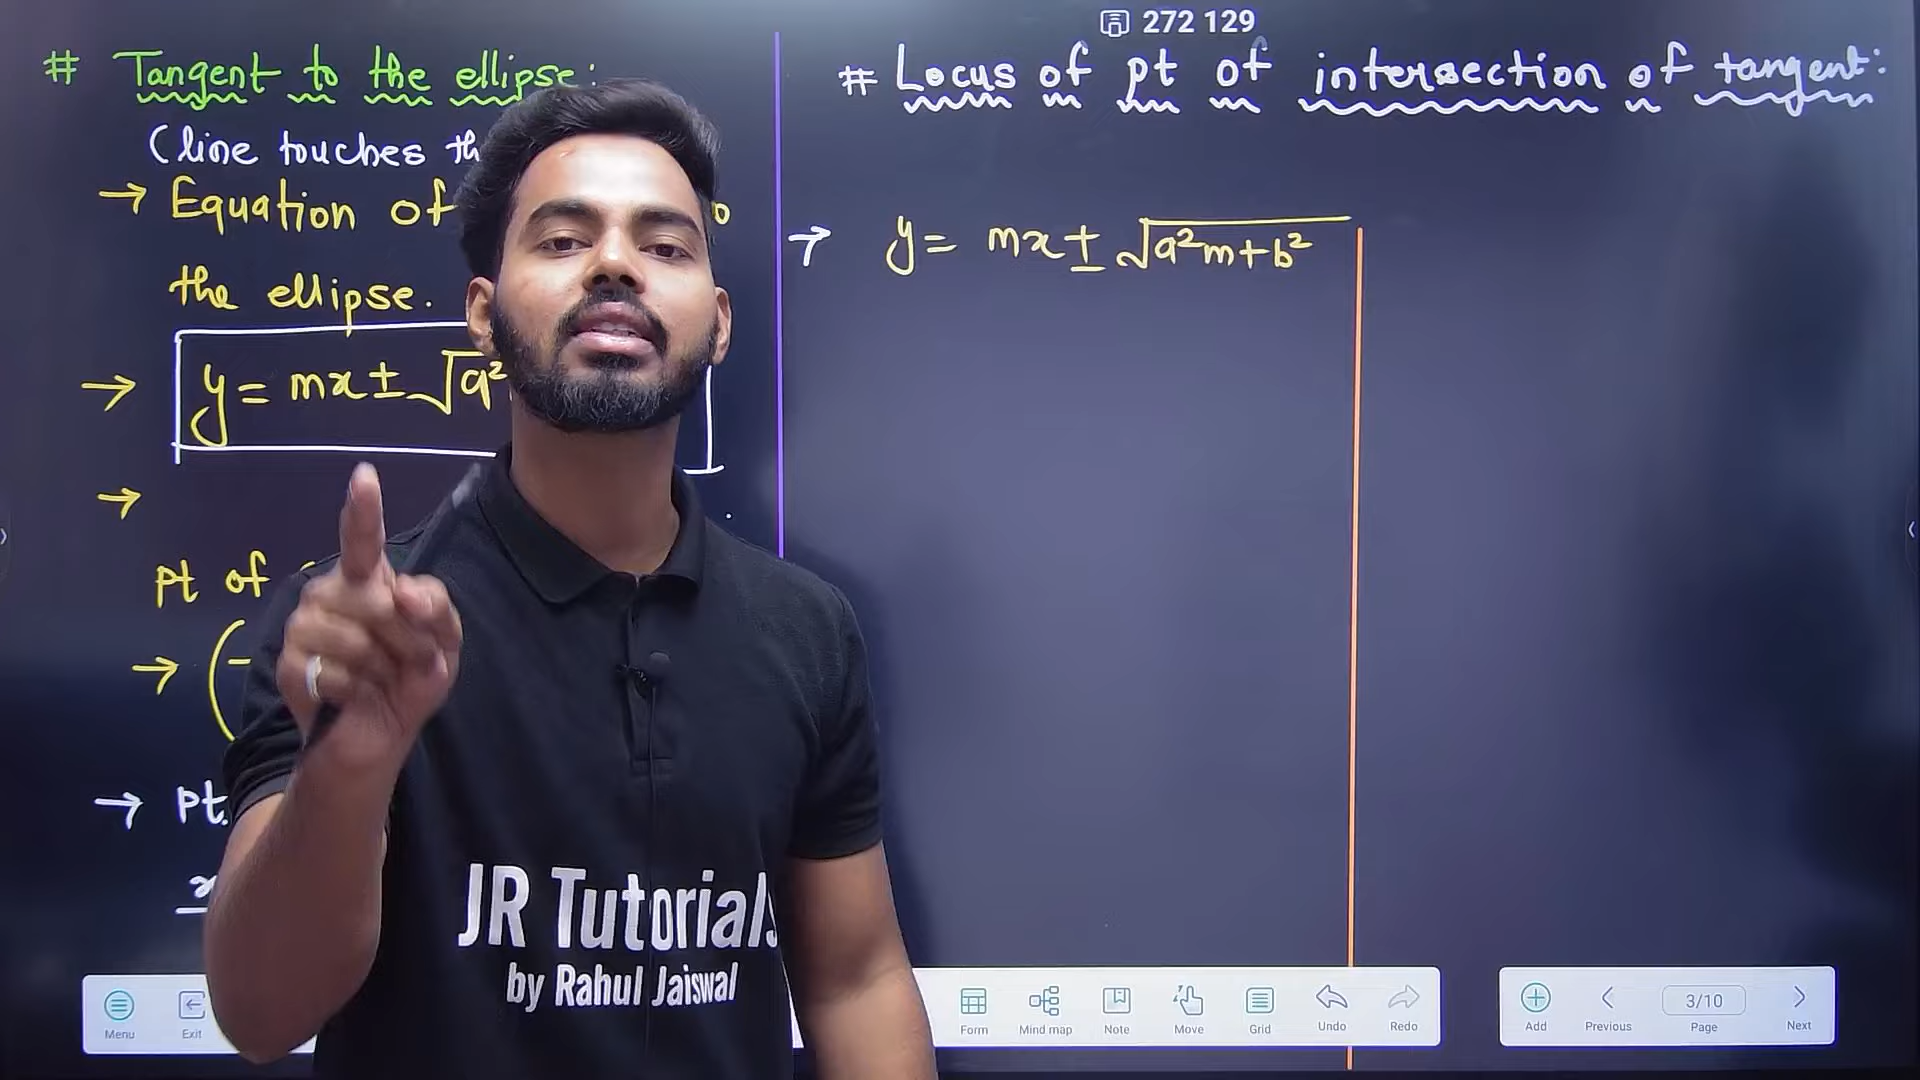 272 129
# Tangent to the ellipse:
(line touches th
→ Equation of
the ellipse.
→ y = mx ± √a²
→
pt of
→ (-
→ pt.
x
# Locus of pt of intersection of tangent:
→ y = mx ± √a²m+b²
JR Tutorials
by Rahul Jaiswal
Menu
Exit
Form
Mind map
Note
Move
Grid
Undo
Redo
Add
Previous
3/10
Page
Next